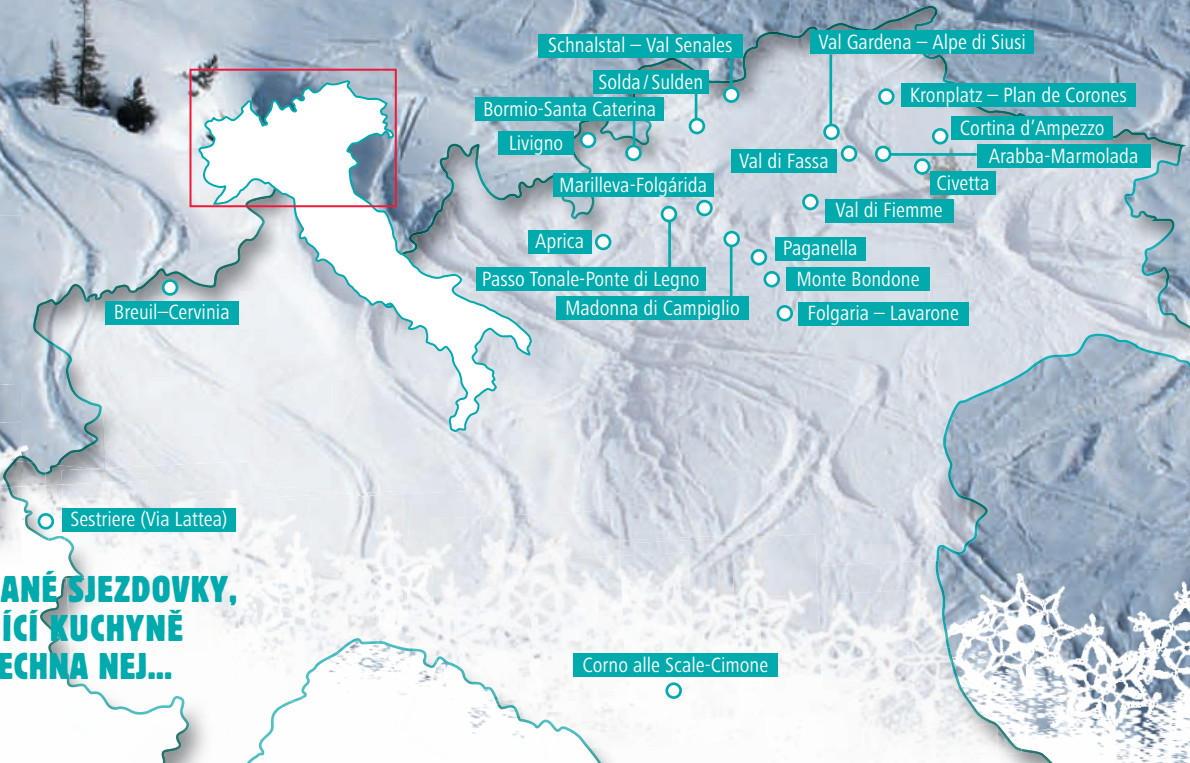 Schnalstal – Val Senales
Val Gardena – Alpe di Siusi
Solda/Sulden
Kronplatz – Plan de Corones
Bormio-Santa Caterina
Cortina d'Ampezzo
Livigno
Val di Fassa
Arabba-Marmolada
Marilleva-Folgárida
Civetta
Val di Fiemme
Aprica
Paganella
Passo Tonale-Ponte di Legno
Monte Bondone
Madonna di Campiglio
Folgaria – Lavarone
Breuil–Cervinia
Sestriere (Via Lattea)
ANÉ SJEZDOVKY,
ÍCÍ KUCHYNĚ
ECHNA NEJ...
Corno alle Scale-Cimone